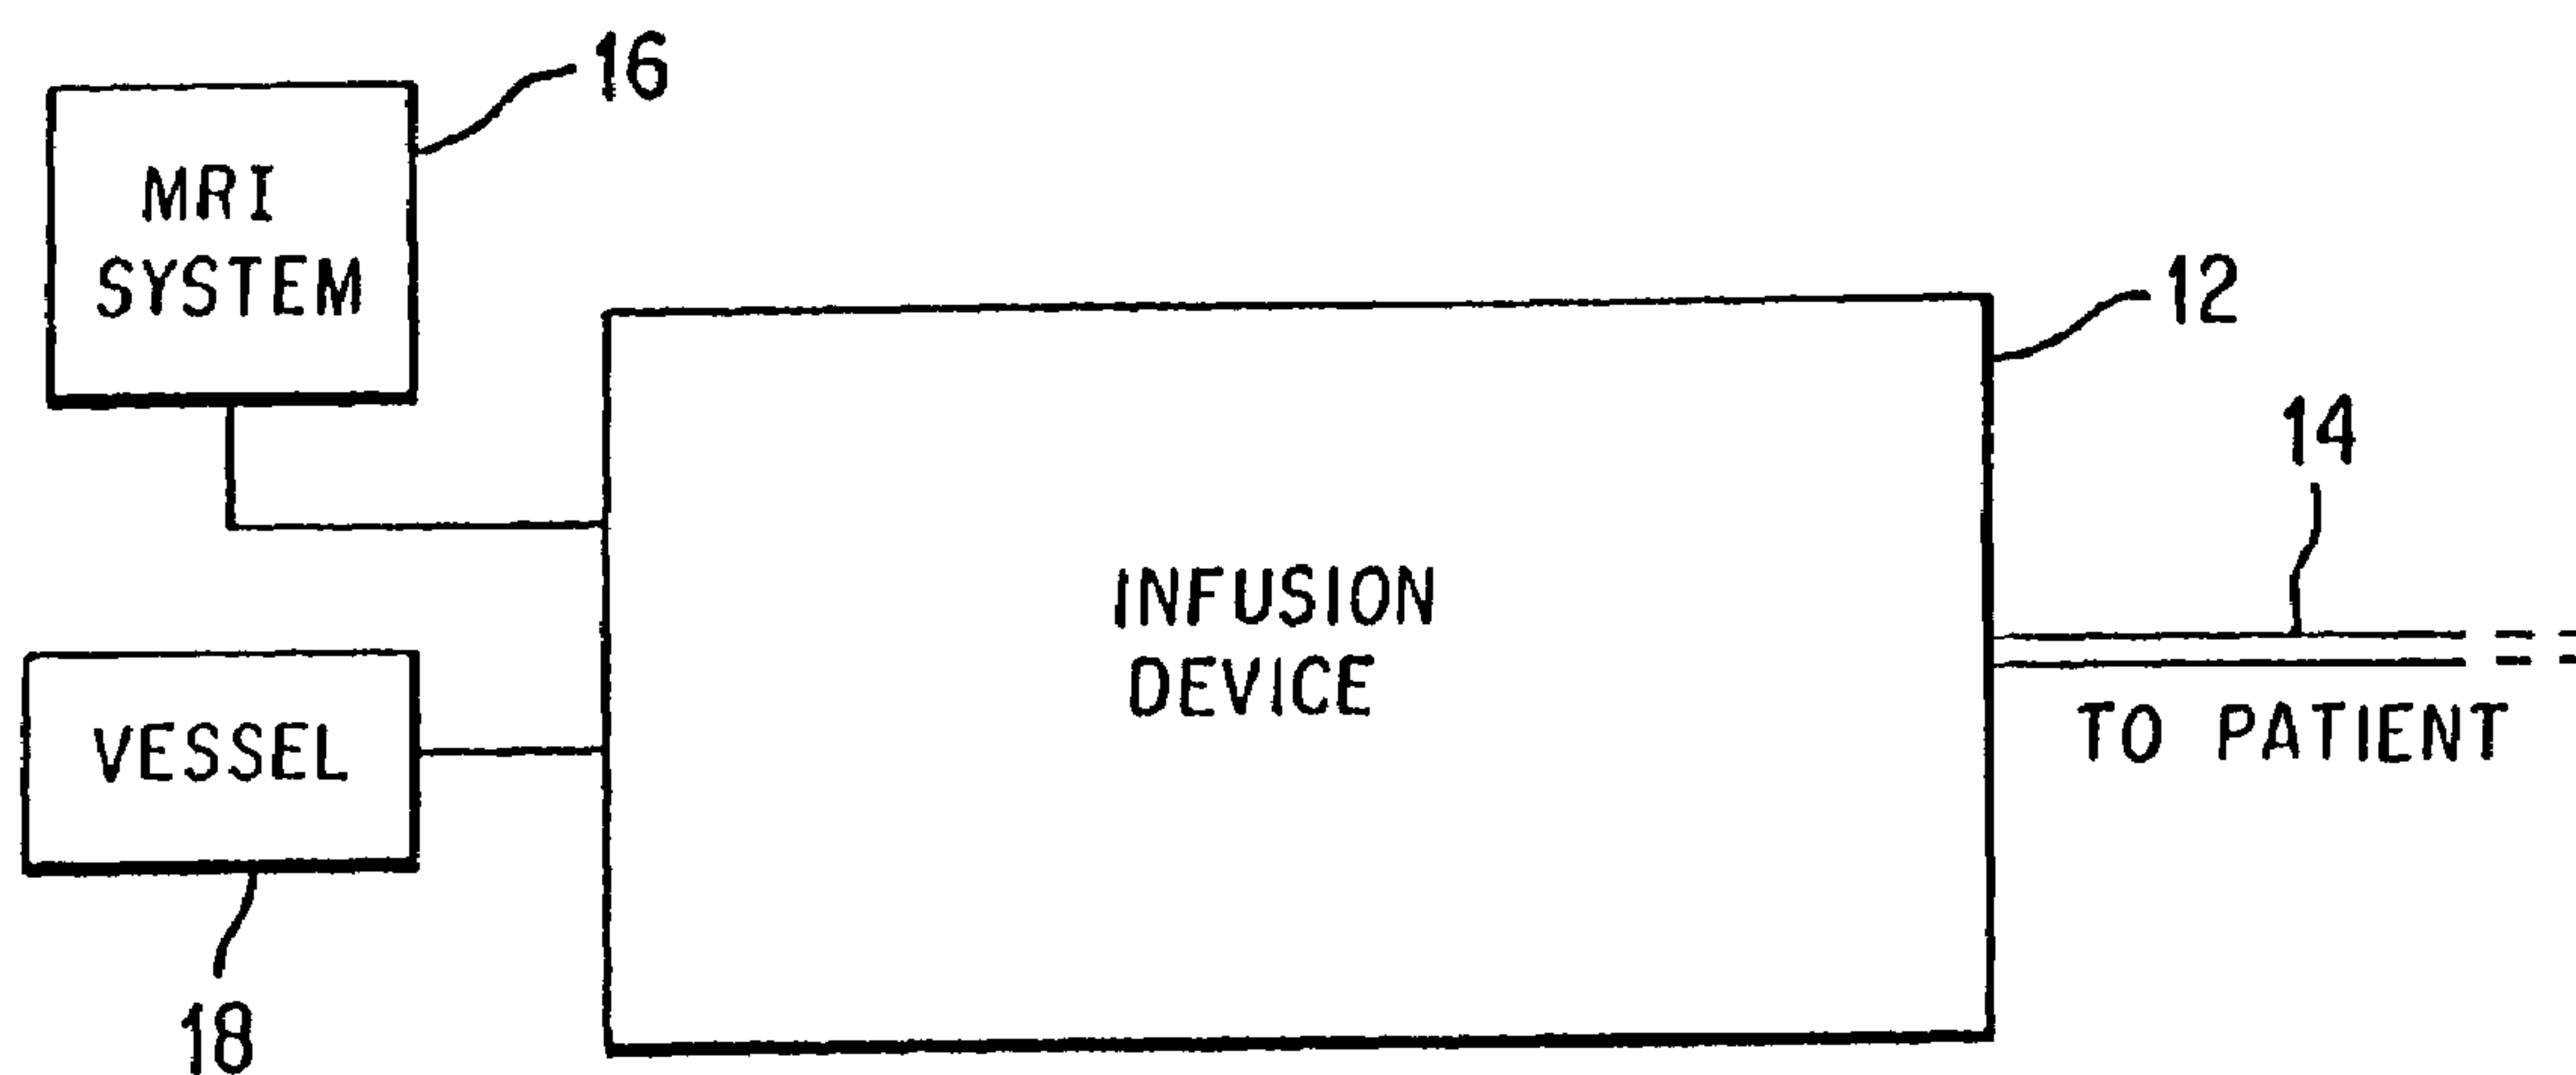 16
MRI
SYSTEM
12
14
INFUSION
DEVICE
VESSEL
TO PATIENT
18